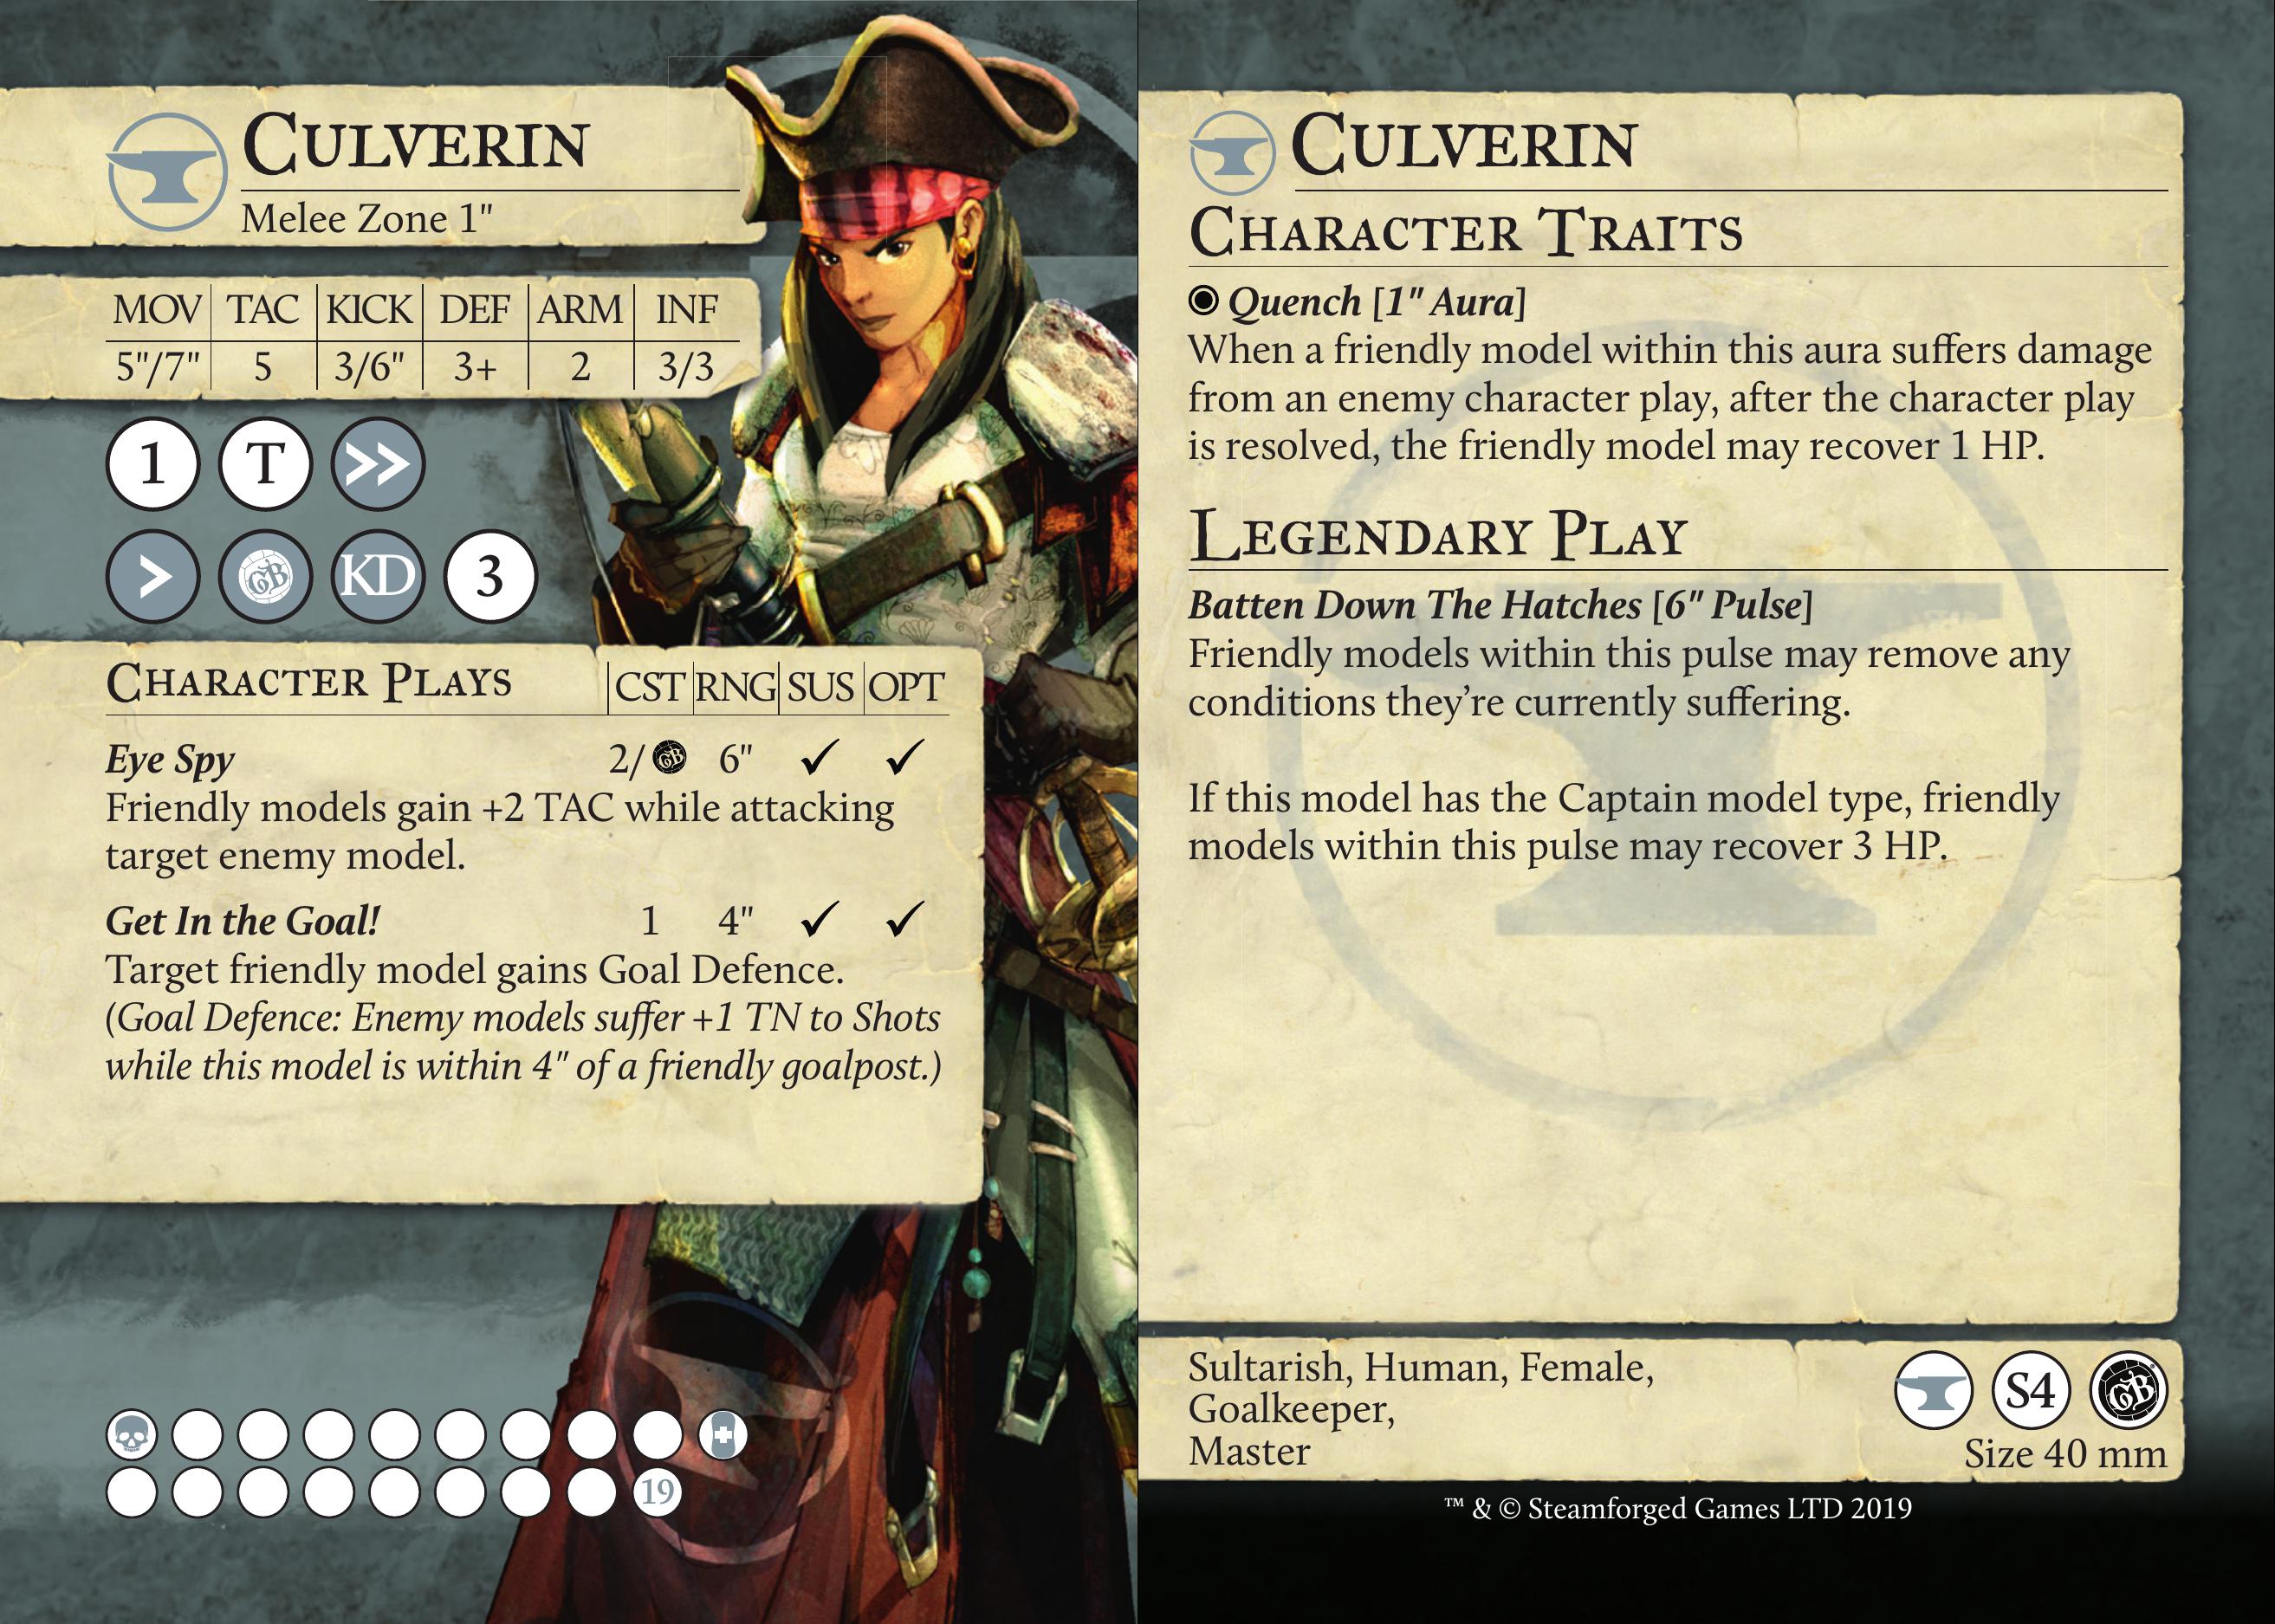 CULVERIN
Melee Zone 1"
MOV TAC KICK DEF ARM INF
5"/7" 5 3/6" 3+ 2 3/3
1 T >>
> GB KD 3
CHARACTER PLAYS CST RNG SUS OPT
Eye Spy 2/GB 6" ✓ ✓
Friendly models gain +2 TAC while attacking
target enemy model.
Get In the Goal! 1 4" ✓ ✓
Target friendly model gains Goal Defence.
(Goal Defence: Enemy models suffer +1 TN to Shots
while this model is within 4" of a friendly goalpost.)
19
CULVERIN
CHARACTER TRAITS
Quench [1" Aura]
When a friendly model within this aura suffers damage
from an enemy character play, after the character play
is resolved, the friendly model may recover 1 HP.
LEGENDARY PLAY
Batten Down The Hatches [6" Pulse]
Friendly models within this pulse may remove any
conditions they're currently suffering.
If this model has the Captain model type, friendly
models within this pulse may recover 3 HP.
Sultarish, Human, Female,
Goalkeeper,
Master
S4 GB
Size 40 mm
™ & © Steamforged Games LTD 2019